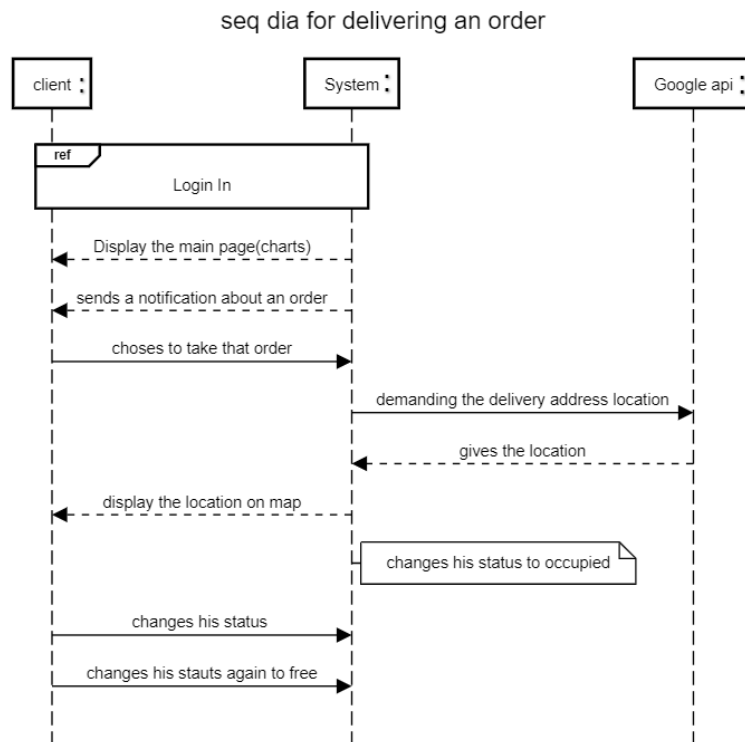 seq dia for delivering an order
client :
System :
Google api :
ref
Login In
Display the main page(charts)
sends a notification about an order
choses to take that order
demanding the delivery address location
gives the location
display the location on map
changes his status to occupied
changes his status
changes his stauts again to free